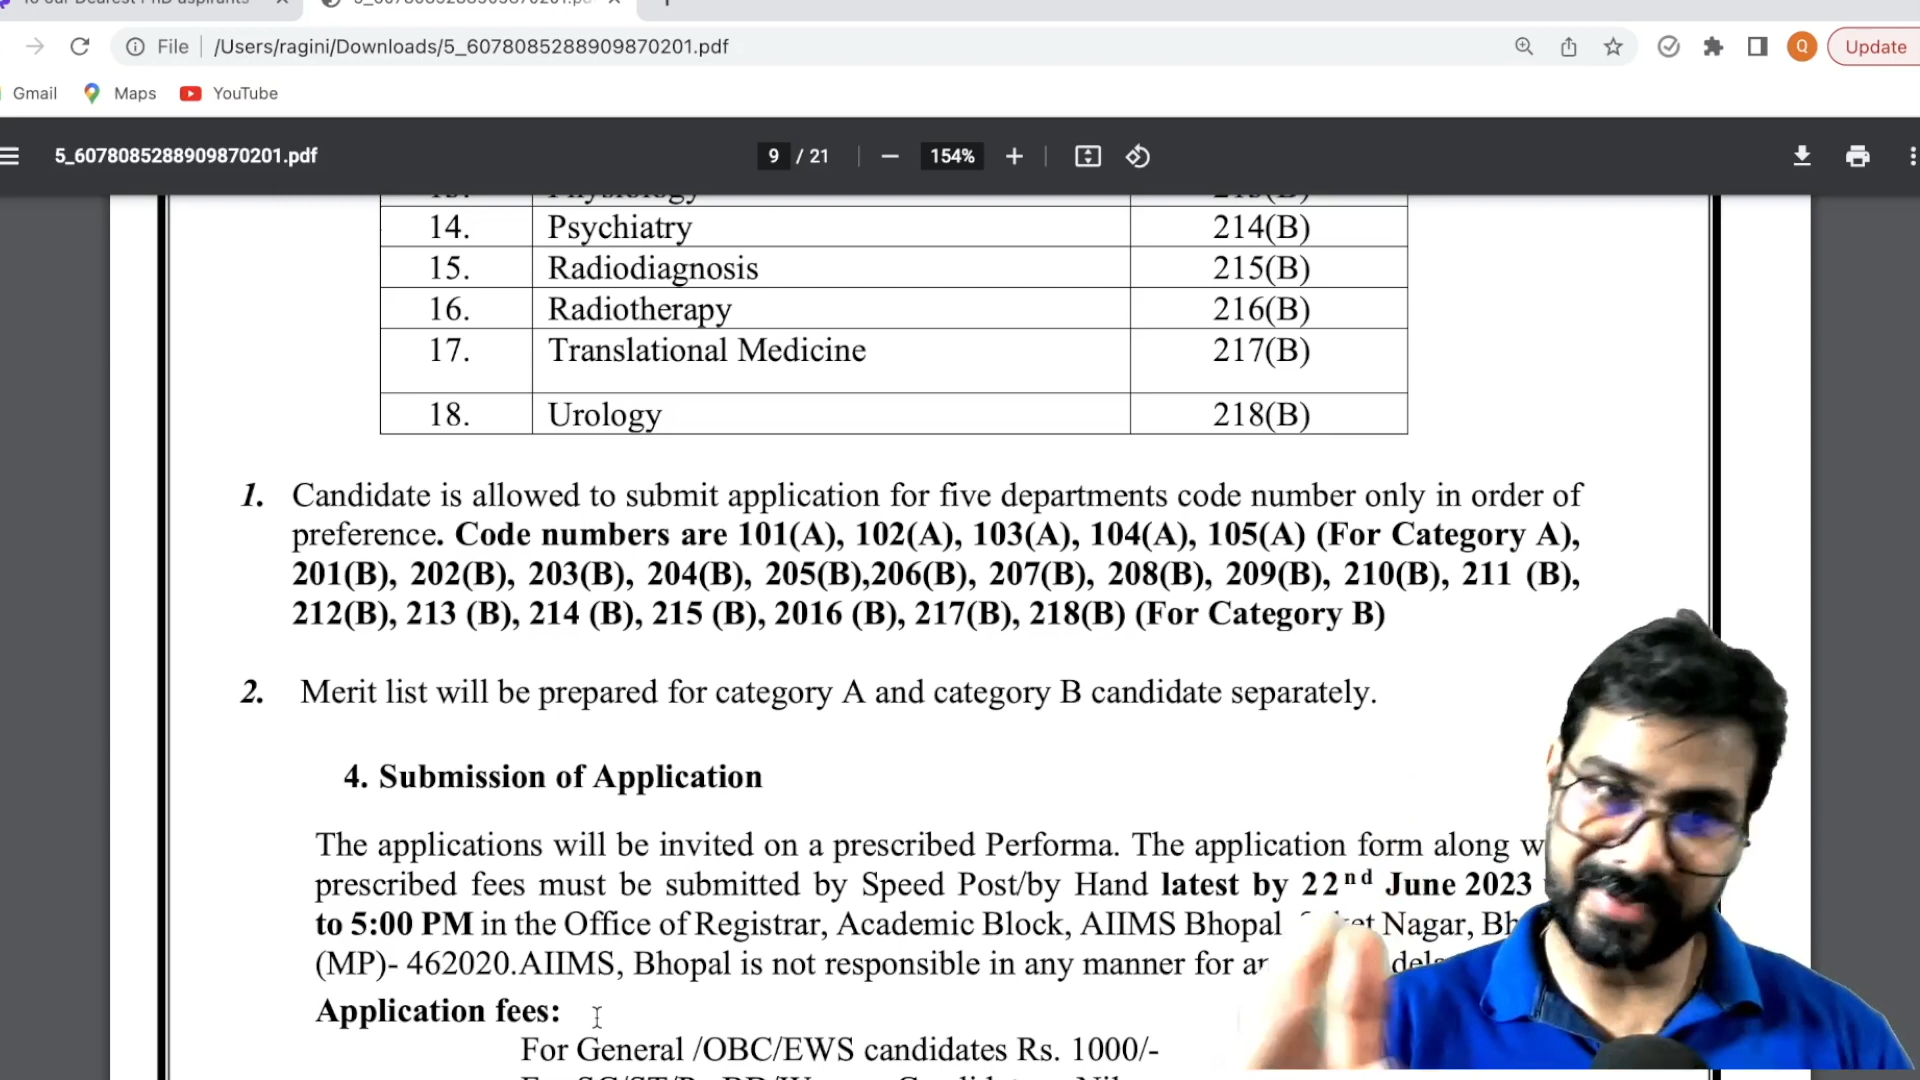 File /Users/ragini/Downloads/5_6078085288909870201.pdf
Q Update
Gmail Maps YouTube
5_6078085288909870201.pdf 9 / 21 154%
14. Psychiatry 214(B)
15. Radiodiagnosis 215(B)
16. Radiotherapy 216(B)
17. Translational Medicine 217(B)
18. Urology 218(B)
1. Candidate is allowed to submit application for five departments code number only in order of
preference. Code numbers are 101(A), 102(A), 103(A), 104(A), 105(A) (For Category A),
201(B), 202(B), 203(B), 204(B), 205(B),206(B), 207(B), 208(B), 209(B), 210(B), 211 (B),
212(B), 213 (B), 214 (B), 215 (B), 2016 (B), 217(B), 218(B) (For Category B)
2. Merit list will be prepared for category A and category B candidate separately.
4. Submission of Application
The applications will be invited on a prescribed Performa. The application form along
prescribed fees must be submitted by Speed Post/by Hand latest by 22nd June 2023
to 5:00 PM in the Office of Registrar, Academic Block, AIIMS Bhopal Nagar,
(MP)- 462020.AIIMS, Bhopal is not responsible in any manner for
Application fees:
For General /OBC/EWS candidates Rs. 1000/-